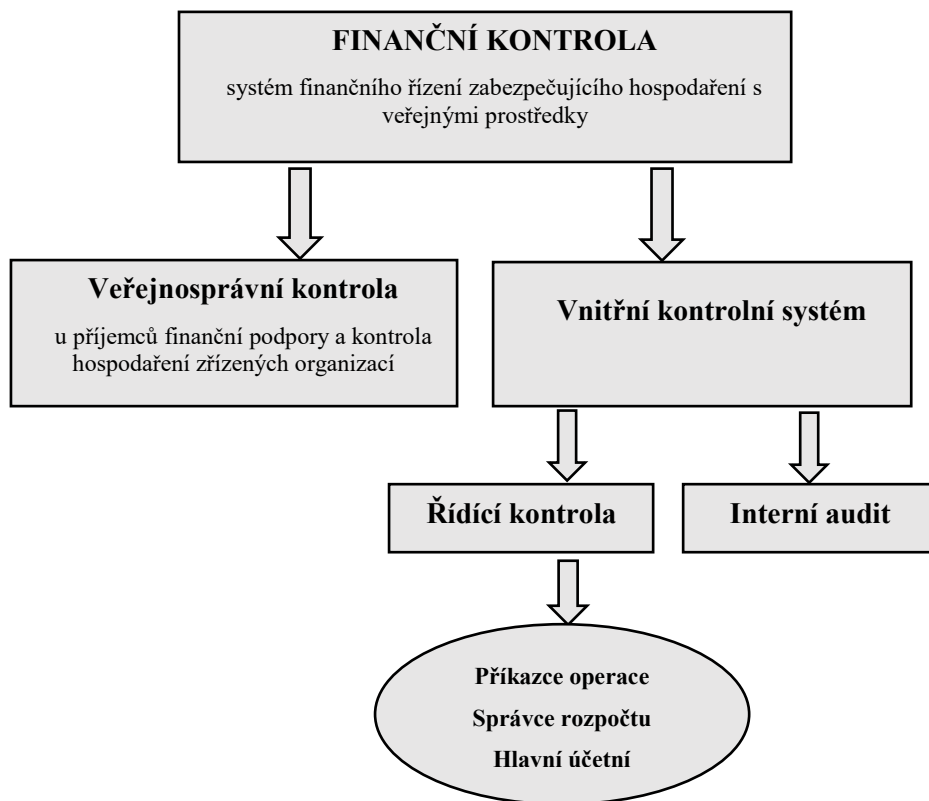 FINANČNÍ KONTROLA
systém finančního řízení zabezpečujícího hospodaření s
veřejnými prostředky
Veřejnosprávní kontrola
u příjemců finanční podpory a kontrola
hospodaření zřízených organizací
Vnitřní kontrolní systém
Řídící kontrola
Interní audit
Příkazce operace
Správce rozpočtu
Hlavní účetní